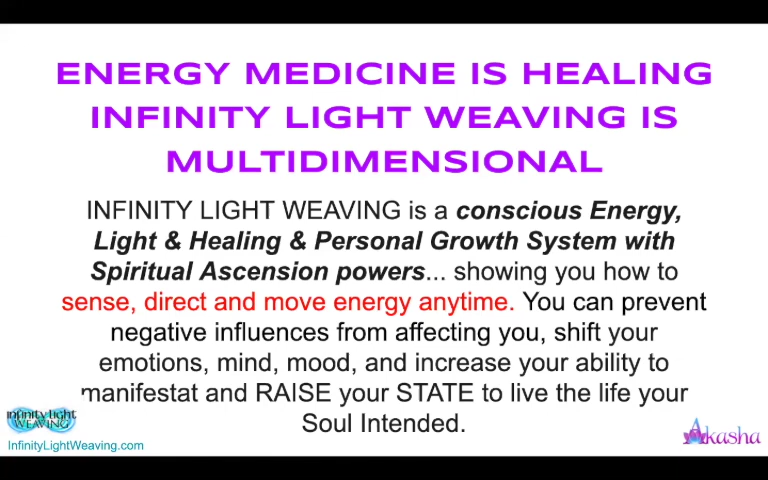 ENERGY MEDICINE IS HEALING
INFINITY LIGHT WEAVING IS
MULTIDIMENSIONAL
INFINITY LIGHT WEAVING is a conscious Energy,
Light & Healing & Personal Growth System with
Spiritual Ascension powers... showing you how to
sense, direct and move energy anytime. You can prevent
negative influences from affecting you, shift your
emotions, mind, mood, and increase your ability to
manifestat and RAISE your STATE to live the life your
Soul Intended.
infinity light
WEAVING
InfinityLightWeaving.com
Akasha